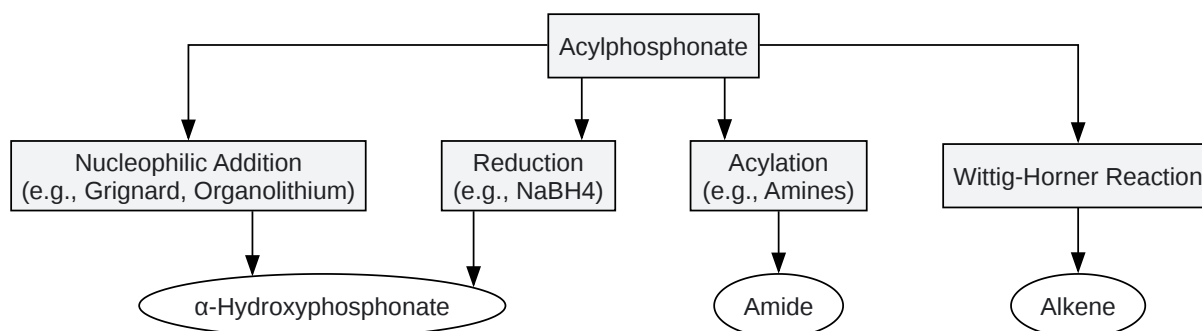 Acylphosphonate
Nucleophilic Addition
(e.g., Grignard, Organolithium)
Reduction
(e.g., NaBH4)
Acylation
(e.g., Amines)
Wittig-Horner Reaction
α-Hydroxyphosphonate
Amide
Alkene